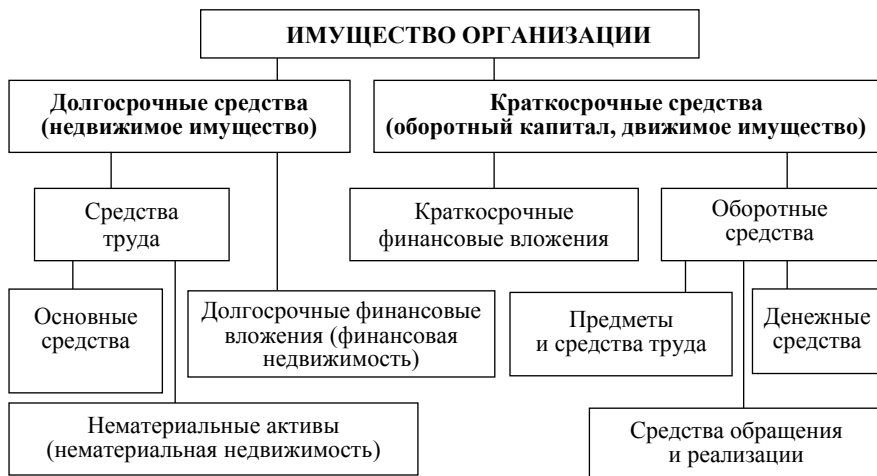 ИМУЩЕСТВО ОРГАНИЗАЦИИ
Долгосрочные средства
(недвижимое имущество)
Краткосрочные средства
(оборотный капитал, движимое имущество)
Средства
труда
Краткосрочные
финансовые вложения
Оборотные
средства
Основные
средства
Долгосрочные финансовые
вложения (финансовая
недвижимость)
Предметы
и средства труда
Денежные
средства
Нематериальные активы
(нематериальная недвижимость)
Средства обращения
и реализации